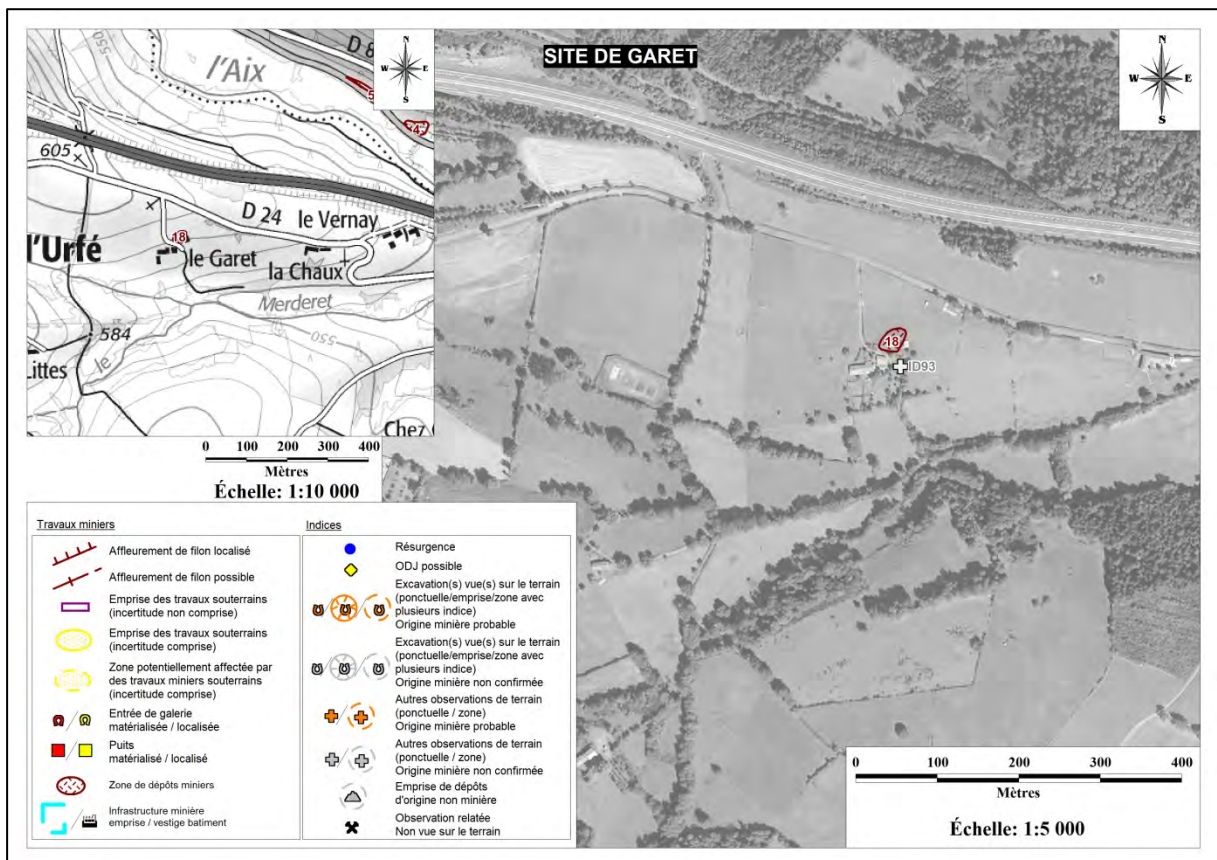 SITE DE GARET
N
W E
S
N
W E
S
550
D 8
l'Aix
5
4
605
D 24
le Vernay
l'Urfé
18
le Garet
la Chaux
Merderet
584
550
Littes
le
Chez
0 100 200 300 400
Mètres
Échelle: 1:10 000
18
ID93
Travaux miniers
Affleurement de filon localisé
Affleurement de filon possible
Emprise des travaux souterrains
(incertitude non comprise)
Emprise des travaux souterrains
(incertitude comprise)
Zone potentiellement affectée par
des travaux miniers souterrains
(incertitude comprise)
Entrée de galerie
matérialisée / localisée
Puits
matérialisé / localisé
Zone de dépôts miniers
Infrastructure minière
emprise / vestige batiment
Indices
Résurgence
ODJ possible
Excavation(s) vue(s) sur le terrain
(ponctuelle/emprise/zone avec
plusieurs indice)
Origine minière probable
Excavation(s) vue(s) sur le terrain
(ponctuelle/emprise/zone avec
plusieurs indice)
Origine minière non confirmée
Autres observations de terrain
(ponctuelle / zone)
Origine minière probable
Autres observations de terrain
(ponctuelle / zone)
Origine minière non confirmée
Emprise de dépôts
d'origine non minière
Observation relatée
Non vue sur le terrain
0 100 200 300 400
Mètres
Échelle: 1:5 000